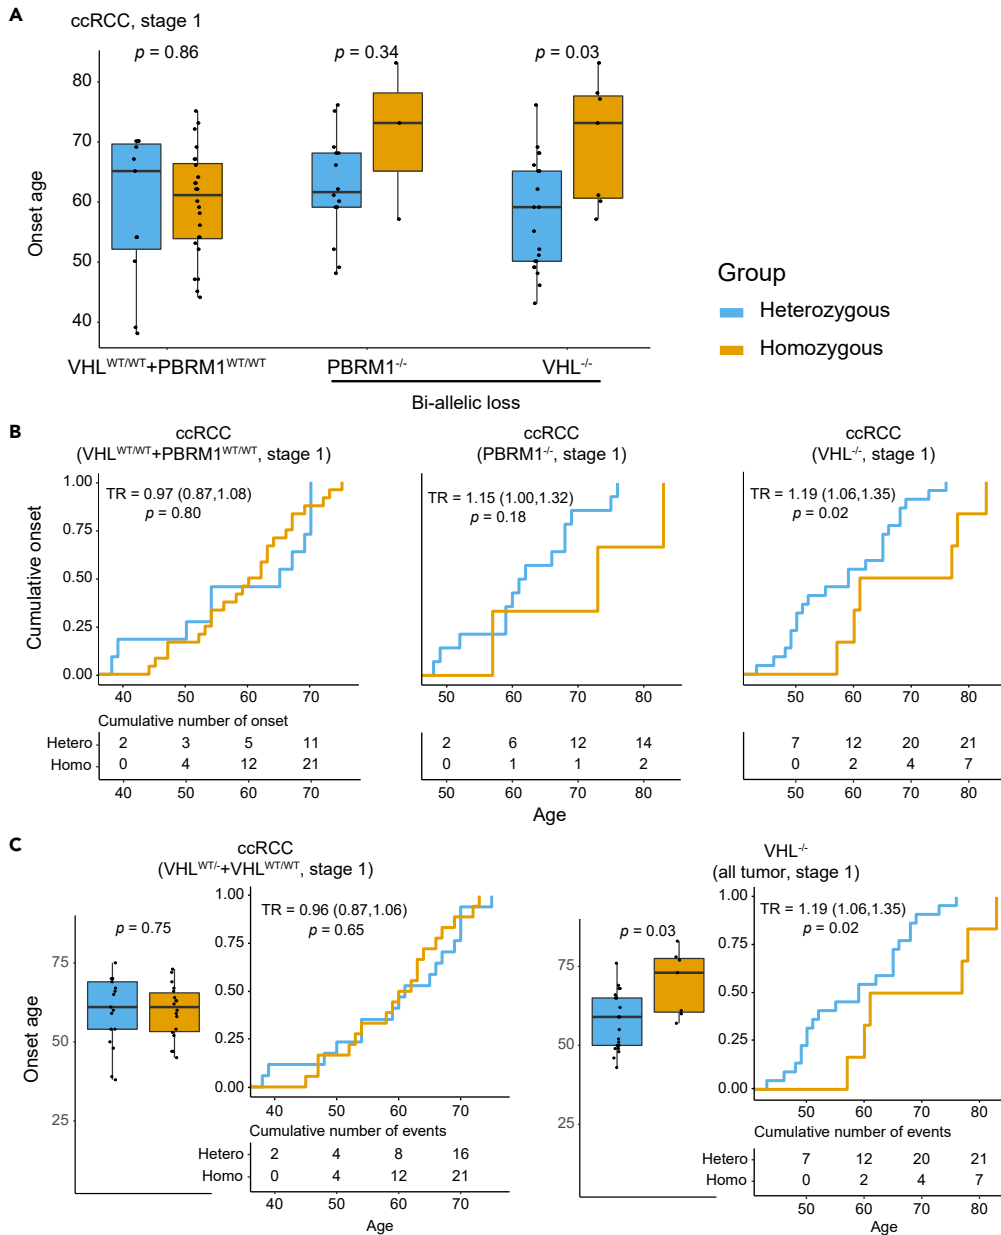 A
ccRCC, stage 1
p = 0.86
p = 0.34
p = 0.03
80
70
60
50
40
Onset age
VHL^WT/WT+PBRM1^WT/WT
PBRM1^-/-
VHL^-/-
Bi-allelic loss
Group
Heterozygous
Homozygous
B
ccRCC
(VHL^WT/WT+PBRM1^WT/WT, stage 1)
TR = 0.97 (0.87,1.08)
p = 0.80
1.00
0.75
0.50
0.25
0.00
Cumulative onset
40 50 60 70
Cumulative number of onset
Hetero 2 3 5 11
Homo 0 4 12 21
40 50 60 70
ccRCC
(PBRM1^-/-, stage 1)
TR = 1.15 (1.00,1.32)
p = 0.18
50 60 70 80
2 6 12 14
0 1 1 2
50 60 70 80
Age
ccRCC
(VHL^-/-, stage 1)
TR = 1.19 (1.06,1.35)
p = 0.02
50 60 70 80
7 12 20 21
0 2 4 7
50 60 70 80
C
ccRCC
(VHL^WT/-+VHL^WT/WT, stage 1)
p = 0.75
75
50
25
Onset age
TR = 0.96 (0.87,1.06)
p = 0.65
1.00
0.75
0.50
0.25
0.00
40 50 60 70
Cumulative number of events
Hetero 2 4 8 16
Homo 0 4 12 21
40 50 60 70
Age
VHL^-/-
(all tumor, stage 1)
p = 0.03
75
50
25
TR = 1.19 (1.06,1.35)
p = 0.02
1.00
0.75
0.50
0.25
0.00
50 60 70 80
Cumulative number of events
Hetero 7 12 20 21
Homo 0 2 4 7
50 60 70 80
Age